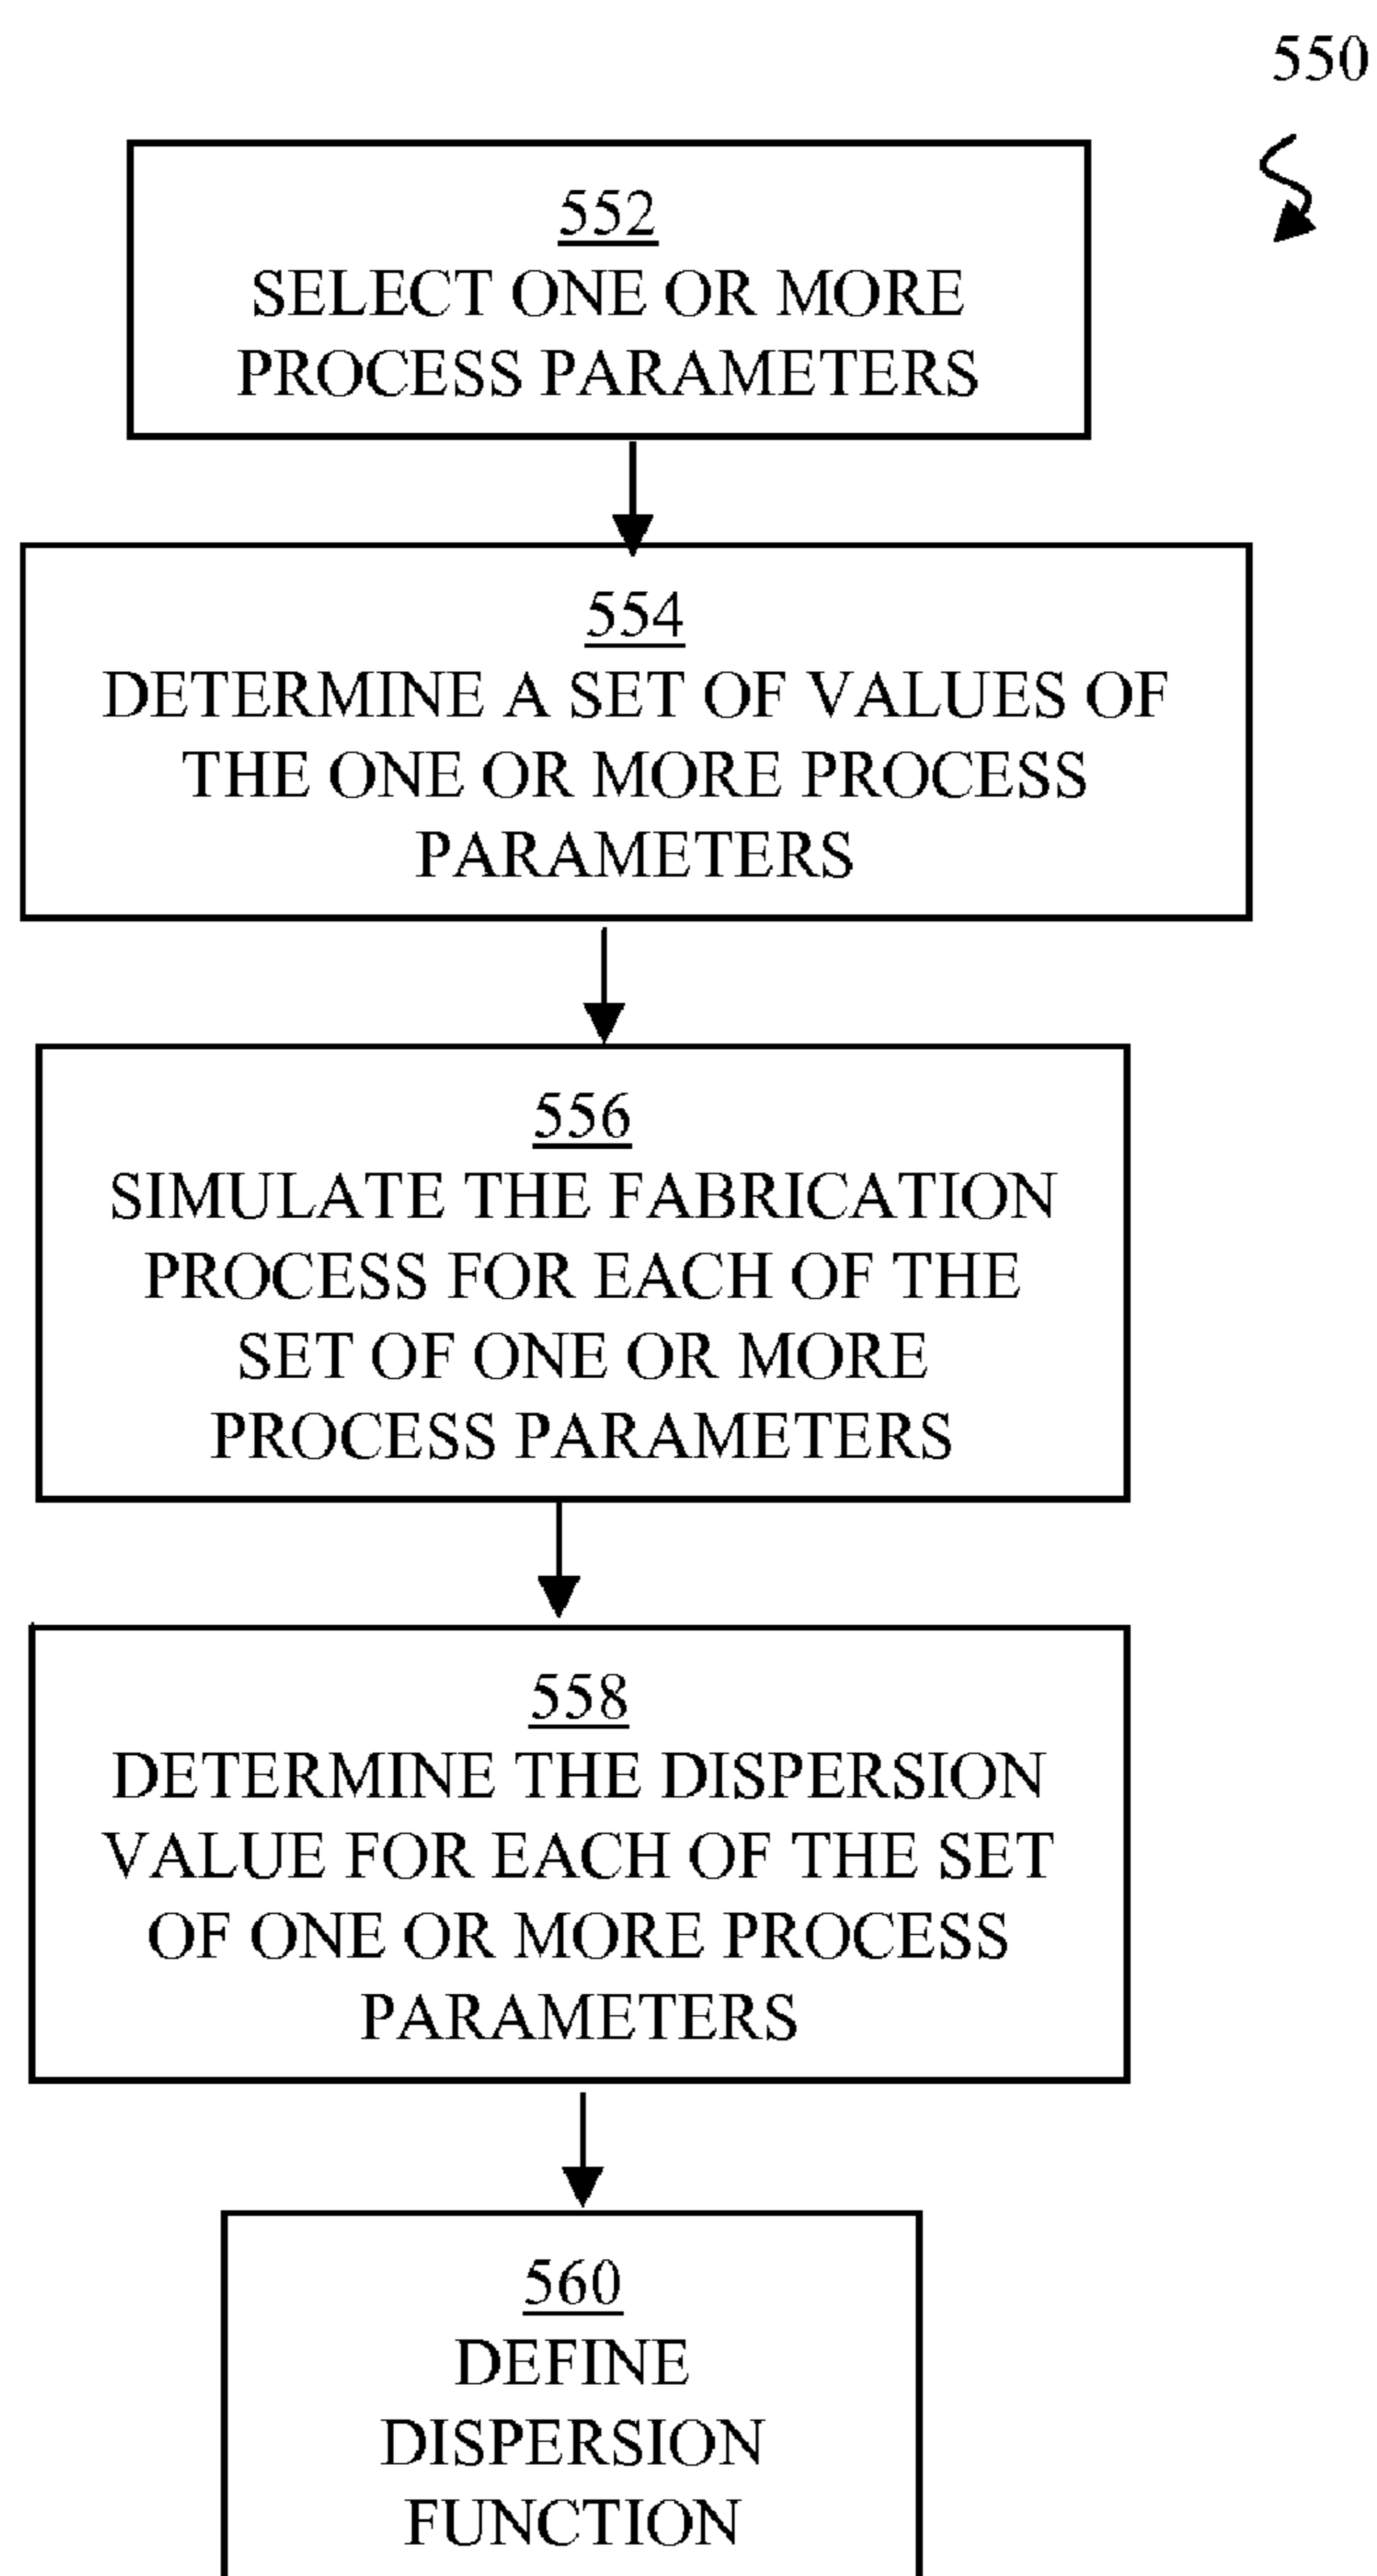 550
552
SELECT ONE OR MORE
PROCESS PARAMETERS
554
DETERMINE A SET OF VALUES OF
THE ONE OR MORE PROCESS
PARAMETERS
556
SIMULATE THE FABRICATION
PROCESS FOR EACH OF THE
SET OF ONE OR MORE
PROCESS PARAMETERS
558
DETERMINE THE DISPERSION
VALUE FOR EACH OF THE SET
OF ONE OR MORE PROCESS
PARAMETERS
560
DEFINE
DISPERSION
FUNCTION